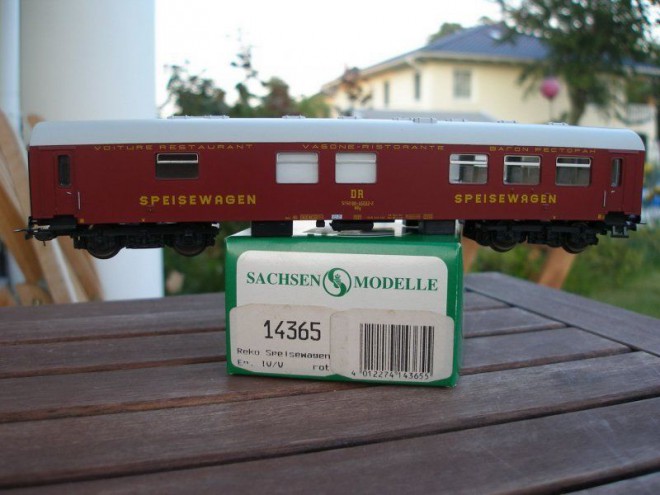 VOITURE RESTAURANT VAGONE-RISTORANTE ВАГОН РЕСТОРАН
SPEISEWAGEN DR SPEISEWAGEN
SACHSEN MODELLE
14365
Reko Speisewagen
Ep. IV/V rot
4 012274 143655